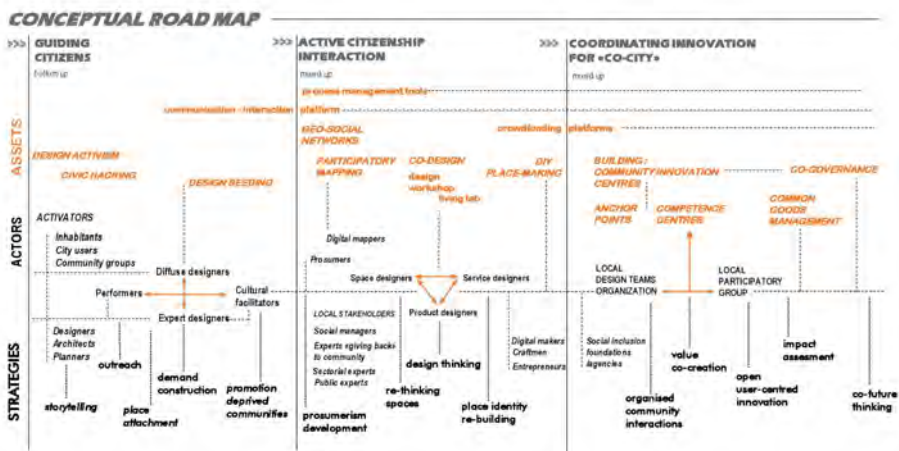 CONCEPTUAL ROAD MAP
>>> GUIDING
CITIZENS
bottom up
>>> ACTIVE CITIZENSHIP
INTERACTION
mixed up
>>> COORDINATING INNOVATION
FOR «CO-CITY»
mixed up
ASSETS
process management tools
communication - interaction platform
GEO-SOCIAL
NETWORKS
crowdfunding platforms
DESIGN ACTIVISM
CIVIC HACKING
DESIGN SEEDING
PARTICIPATORY
MAPPING
CO-DESIGN
design
workshop
living lab
DIY
PLACE-MAKING
BUILDING:
COMMUNITY INNOVATION
CENTRES
CO-GOVERNANCE
ANCHOR
POINTS
COMPETENCE
CENTRES
COMMON
GOODS
MANAGEMENT
ACTORS
ACTIVATORS
Inhabitants
City users
Community groups
Diffuse designers
Performers
Cultural
facilitators
Expert designers
Designers
Architects
Planners
Digital mappers
Prosumers
Space designers
Service designers
Product designers
LOCAL STAKEHOLDERS
Social managers
Experts «giving back»
to community
Sectorial experts
Public experts
Digital makers
Craftmen
Entrepreneurs
LOCAL
DESIGN TEAMS
ORGANIZATION
LOCAL
PARTICIPATORY
GROUP
Social inclusion
foundations
/agencies
STRATEGIES
storytelling
outreach
place
attachment
demand
construction
promotion
deprived
communities
prosumerism
development
re-thinking
spaces
design thinking
place identity
re-building
organised
community
interactions
value
co-creation
open
user-centred
innovation
impact
assesment
co-future
thinking